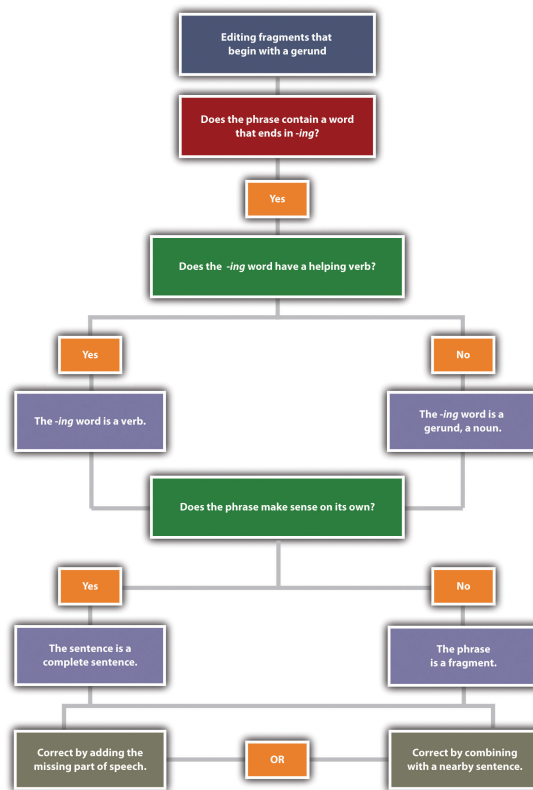 Editing fragments that
begin with a gerund
Does the phrase contain a word
that ends in -ing?
Yes
Does the -ing word have a helping verb?
Yes
No
The -ing word is a verb.
The -ing word is a
gerund, a noun.
Does the phrase make sense on its own?
Yes
No
The sentence is a
complete sentence.
The phrase
is a fragment.
Correct by adding the
missing part of speech.
OR
Correct by combining
with a nearby sentence.